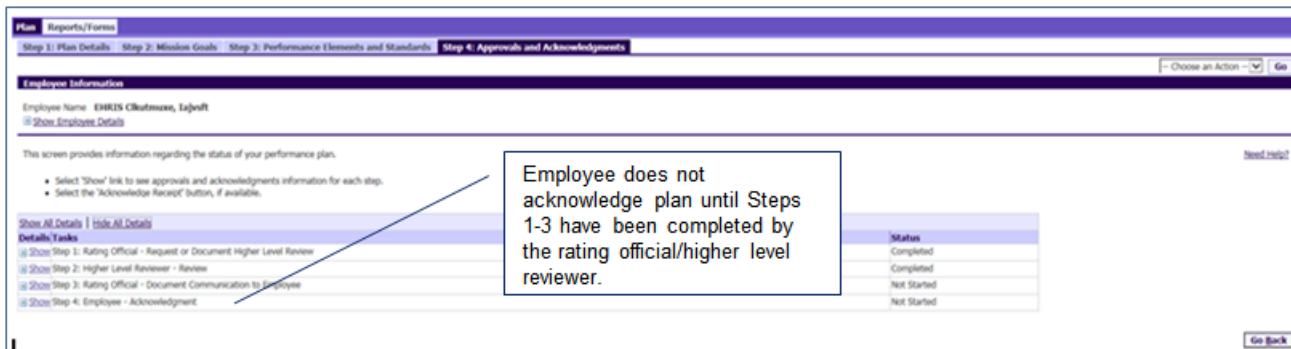 Plan Reports/Forms
Step 1: Plan Details Step 2: Mission Goals Step 3: Performance Elements and Standards Step 4: Approvals and Acknowledgments
-- Choose an Action -- Go
Employee Information
Employee Name EHRIS Clkutmuxe, Iajvsft
Show Employee Details
This screen provides information regarding the status of your performance plan.
Need Help?
• Select 'Show' link to see approvals and acknowledgments information for each step.
• Select the 'Acknowledge Receipt' button, if available.
Employee does not
acknowledge plan until Steps
1-3 have been completed by
the rating official/higher level
reviewer.
Show All Details | Hide All Details
Details Tasks Status
Show Step 1: Rating Official - Request or Document Higher Level Review Completed
Show Step 2: Higher Level Reviewer - Review Completed
Show Step 3: Rating Official - Document Communication to Employee Not Started
Show Step 4: Employee - Acknowledgment Not Started
Go Back